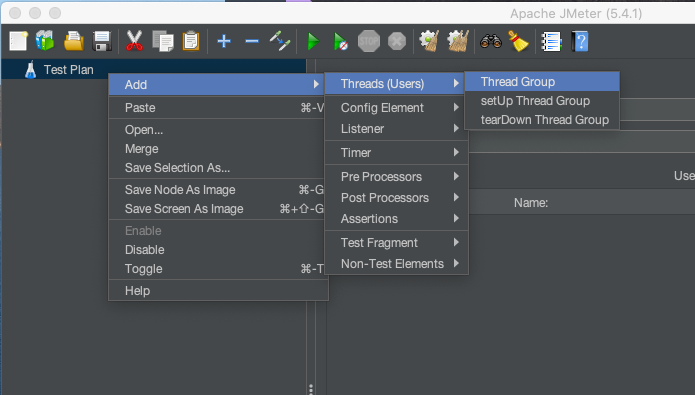 Apache JMeter (5.4.1)
Test Plan
Add
Paste ⌘-V
Open...
Merge
Save Selection As...
Save Node As Image ⌘-G
Save Screen As Image ⌘+⇧-G
Enable
Disable
Toggle ⌘-T
Help
Threads (Users)
Config Element
Listener
Timer
Pre Processors
Post Processors
Assertions
Test Fragment
Non-Test Elements
Thread Group
setUp Thread Group
tearDown Thread Group
Use
Name: